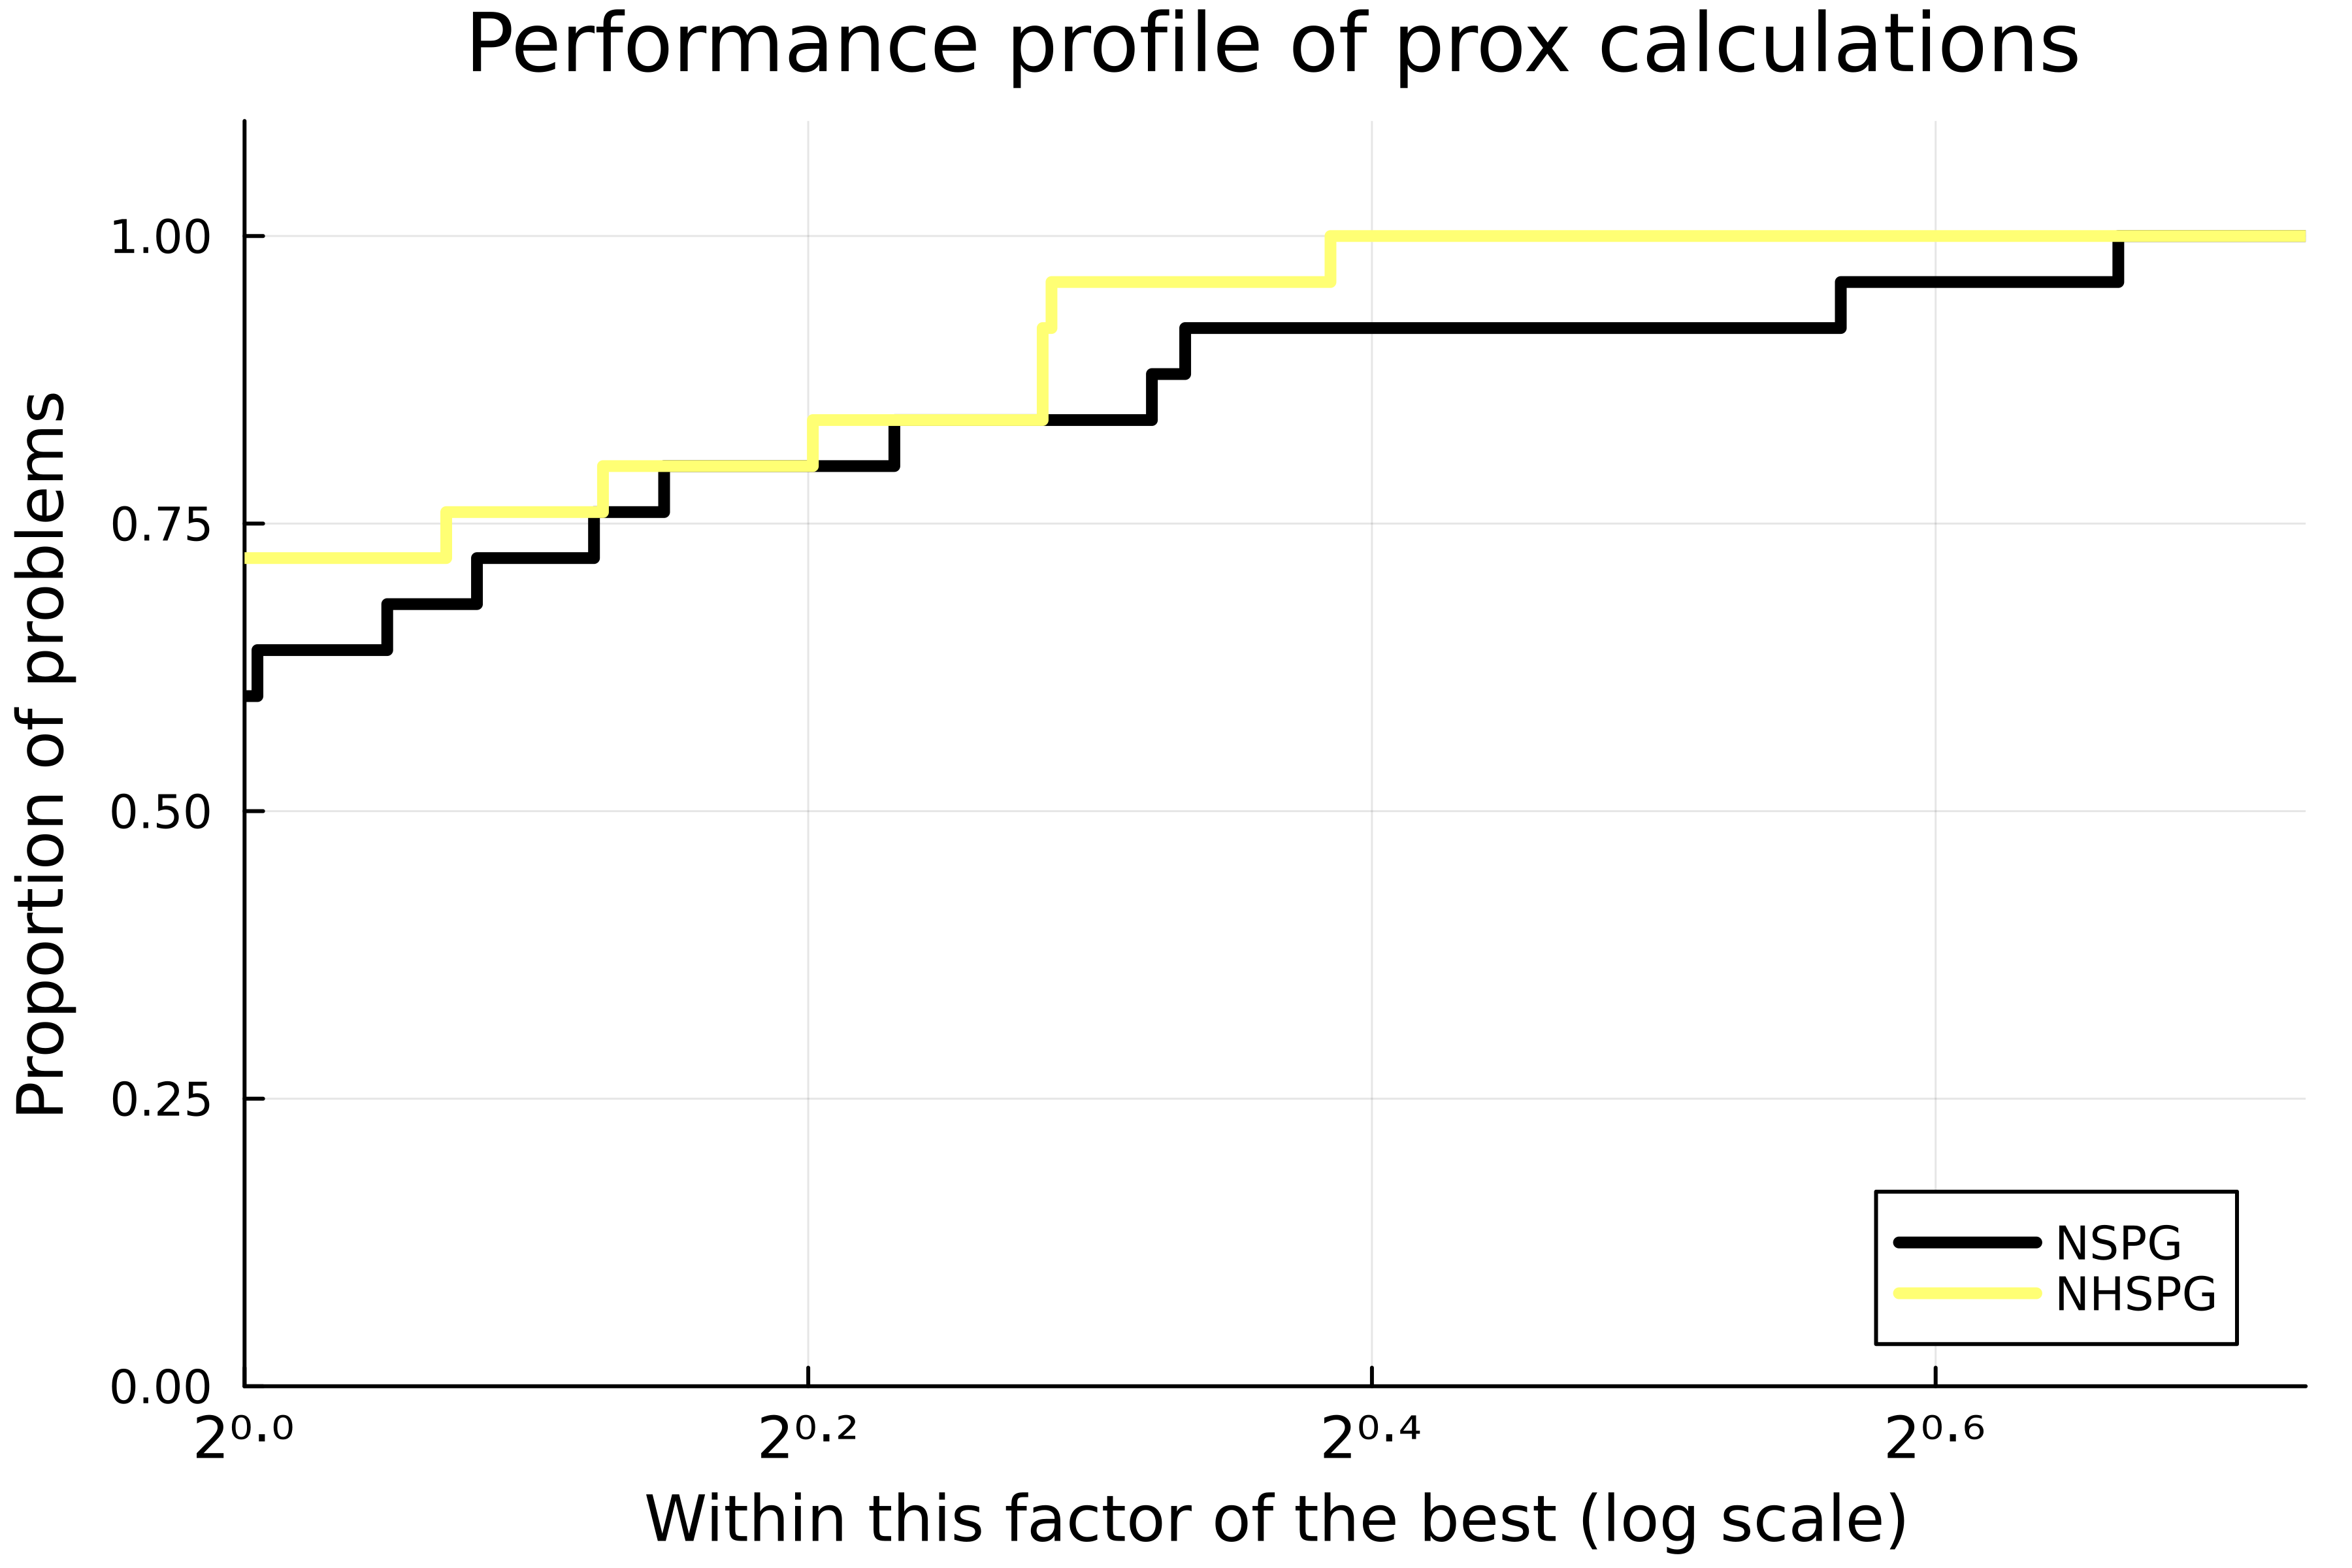 Performance profile of prox calculations
Proportion of problems
1.00
0.75
0.50
0.25
0.00
2⁰·⁰ 2⁰·² 2⁰·⁴ 2⁰·⁶
Within this factor of the best (log scale)
NSPG
NHSPG